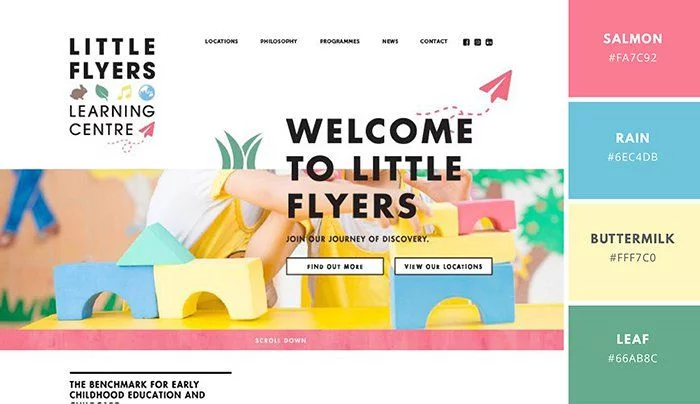 LITTLE
FLYERS
LEARNING
CENTRE
LOCATIONS PHILOSOPHY PROGRAMMES NEWS CONTACT
WELCOME
TO LITTLE
FLYERS
JOIN OUR JOURNEY OF DISCOVERY.
FIND OUT MORE VIEW OUR LOCATIONS
SCROLL DOWN
THE BENCHMARK FOR EARLY
CHILDHOOD EDUCATION AND
SALMON
#FA7C92
RAIN
#6EC4DB
BUTTERMILK
#FFF7C0
LEAF
#66AB8C